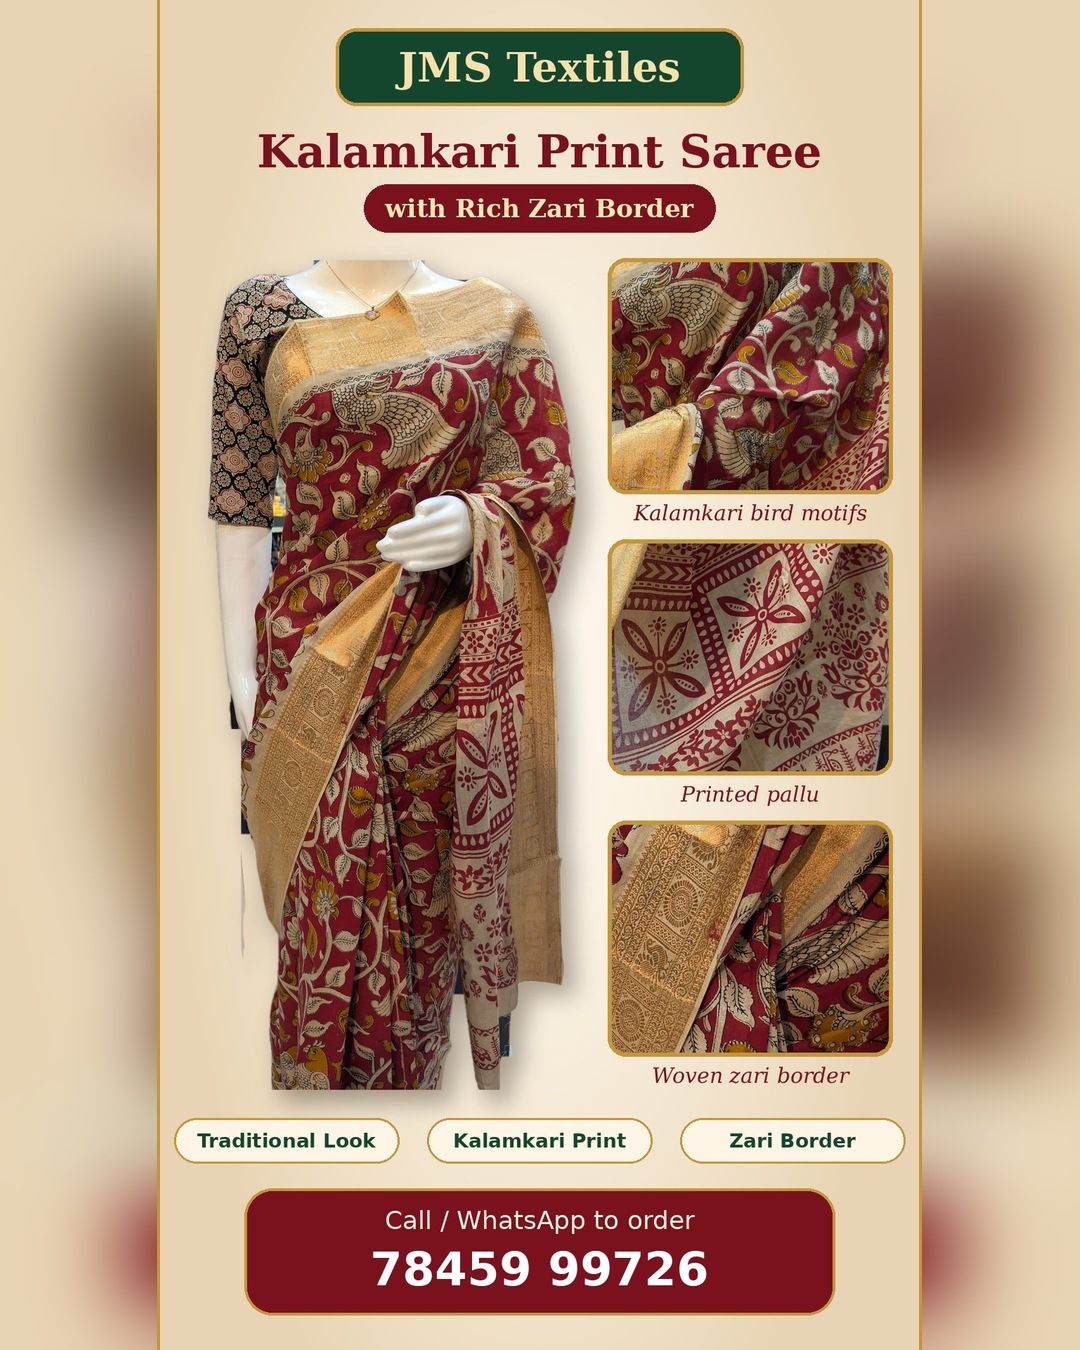 JMS Textiles
Kalamkari Print Saree
with Rich Zari Border
Kalamkari bird motifs
Printed pallu
Woven zari border
Traditional Look
Kalamkari Print
Zari Border
Call / WhatsApp to order
78459 99726